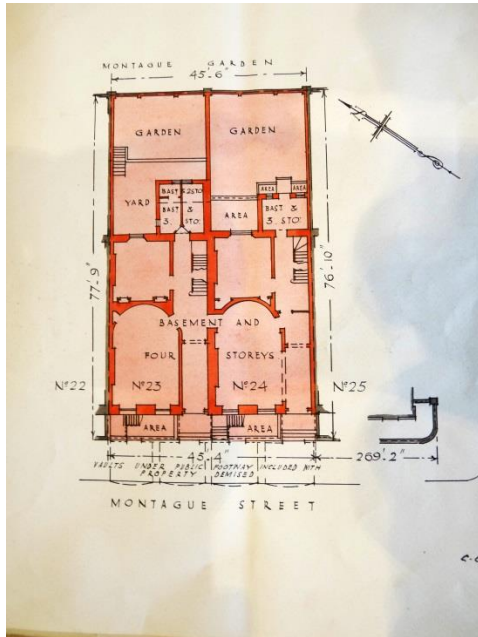 MONTAGUE GARDEN
45'.6"
GARDEN
GARDEN
YARD
BAST & 2 STO
BAST & 3. STO'
AREA
AREA
AREA
BAST & 3. STO'
77'.9"
76'.10"
BASEMENT AND
FOUR STOREYS
Nº22
Nº23
Nº24
Nº25
AREA
AREA
45'.4"
269'.2"
VAULTS UNDER PUBLIC FOOTWAY INCLUDED WITH
PROPERTY DEMISED
MONTAGUE STREET